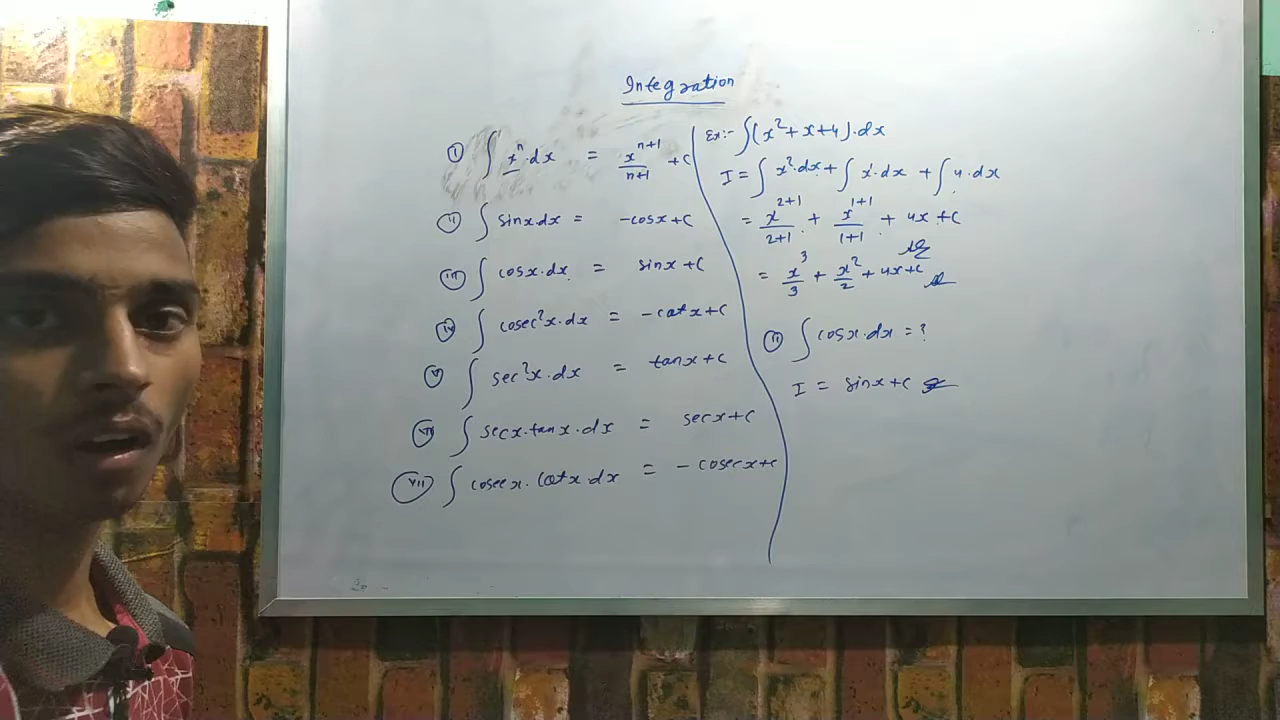 Integration
(i) ∫ xⁿ·dx = xⁿ⁺¹/n+1 + C
(ii) ∫ sinx·dx = -cosx+C
(iii) ∫ cosx·dx = sinx+C
(iv) ∫ cosec²x·dx = -cotx+C
(v) ∫ sec²x·dx = tanx+C
(vi) ∫ secx·tanx·dx = secx+C
(vii) ∫ cosecx·cotx·dx = -cosecx+C
Ex:- ∫(x²+x+4)·dx
I = ∫ x²·dx + ∫ x¹·dx + ∫ 4·dx
= x²⁺¹/2+1 + x¹⁺¹/1+1 + 4x + C
= x³/3 + x²/2 + 4x+C
(ii) ∫ cosx·dx = ?
I = sinx+C